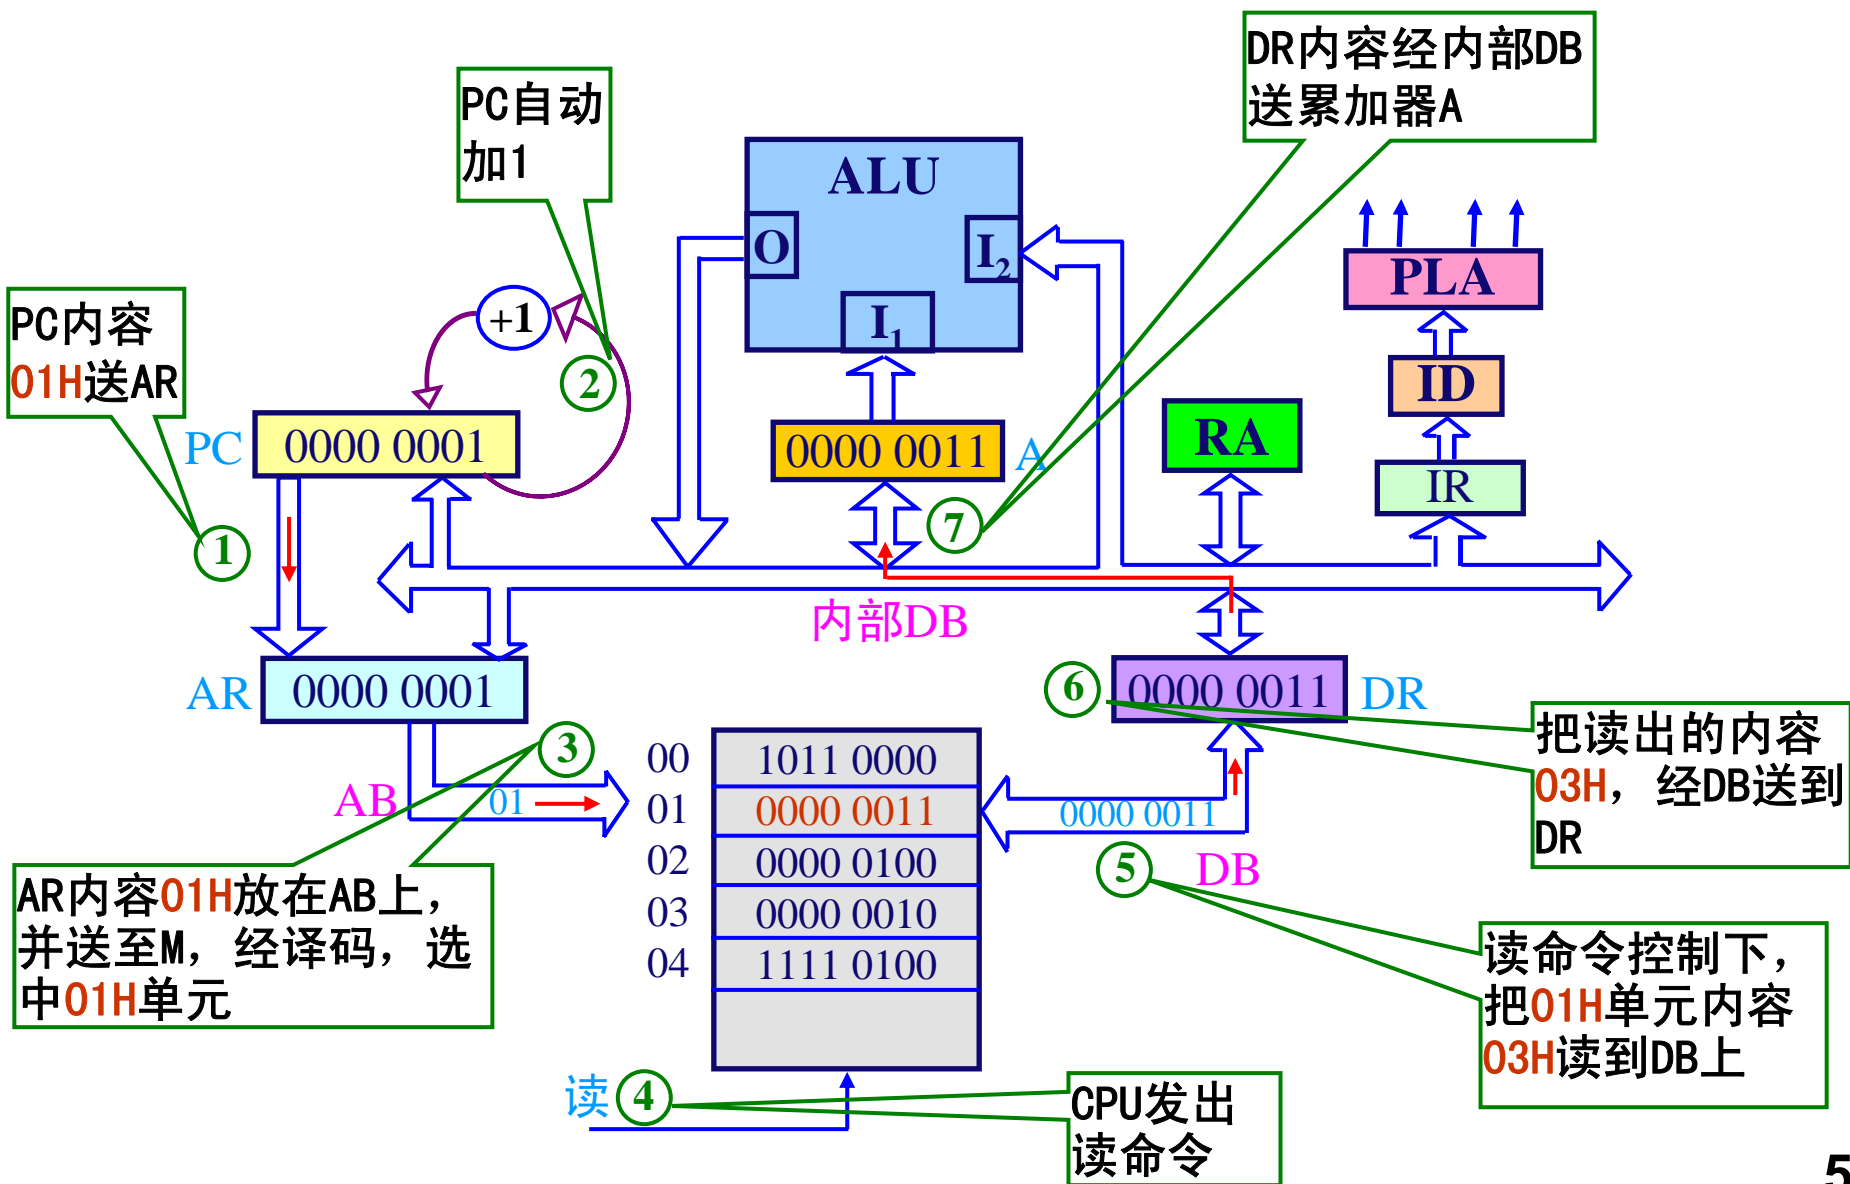 DR内容经内部DB
送累加器A
PC自动
加1
ALU
O
I2
I1
PLA
PC内容
01H送AR
+1
2
ID
PC
0000 0001
0000 0011
A
RA
IR
1
7
内部DB
AR
0000 0001
6
0000 0011
DR
3
00
1011 0000
把读出的内容
03H，经DB送到
DR
AB
01
01
0000 0011
0000 0011
02
0000 0100
5
DB
AR内容01H放在AB上，
并送至M，经译码，选
中01H单元
03
0000 0010
04
1111 0100
读命令控制下，
把01H单元内容
03H读到DB上
读
4
CPU发出
读命令
5